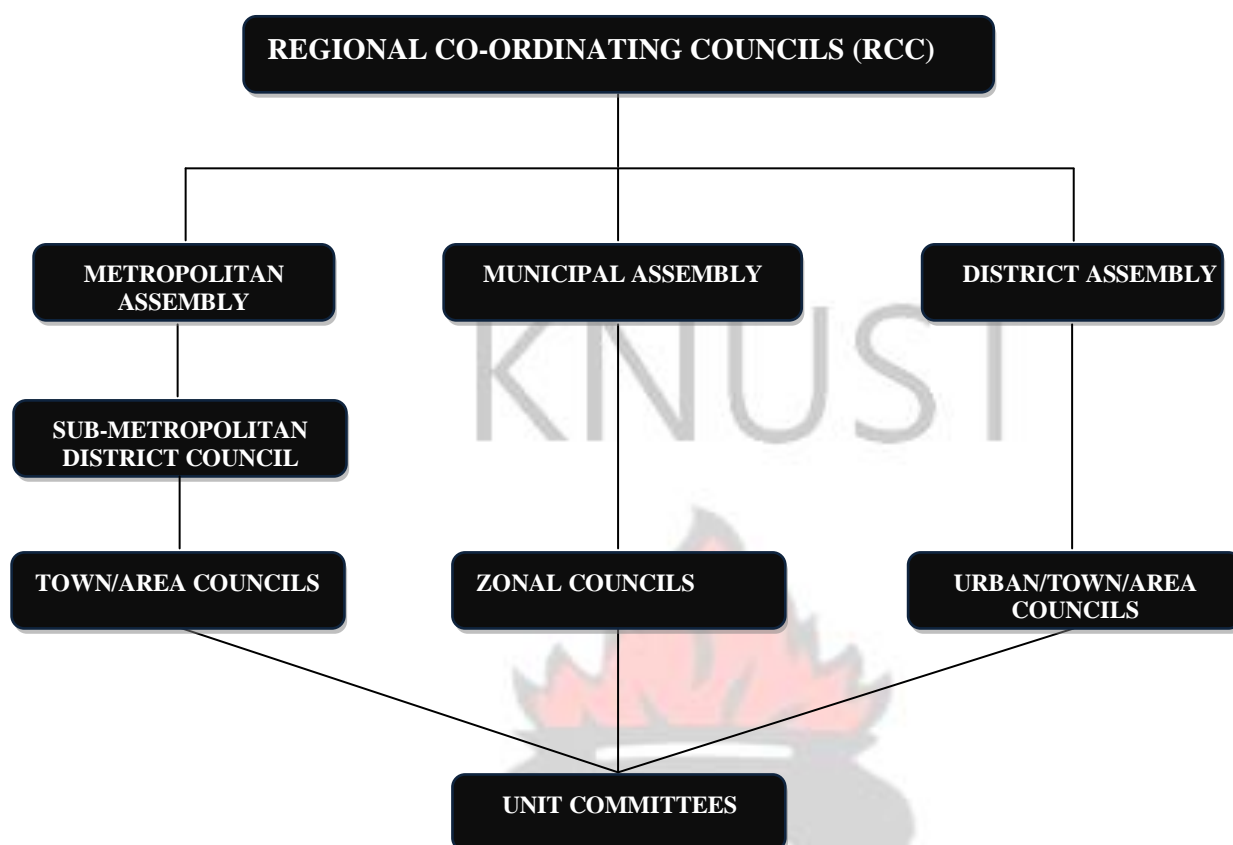 REGIONAL CO-ORDINATING COUNCILS (RCC)
METROPOLITAN
ASSEMBLY
MUNICIPAL ASSEMBLY
DISTRICT ASSEMBLY
KNUST
SUB-METROPOLITAN
DISTRICT COUNCIL
TOWN/AREA COUNCILS
ZONAL COUNCILS
URBAN/TOWN/AREA
COUNCILS
UNIT COMMITTEES